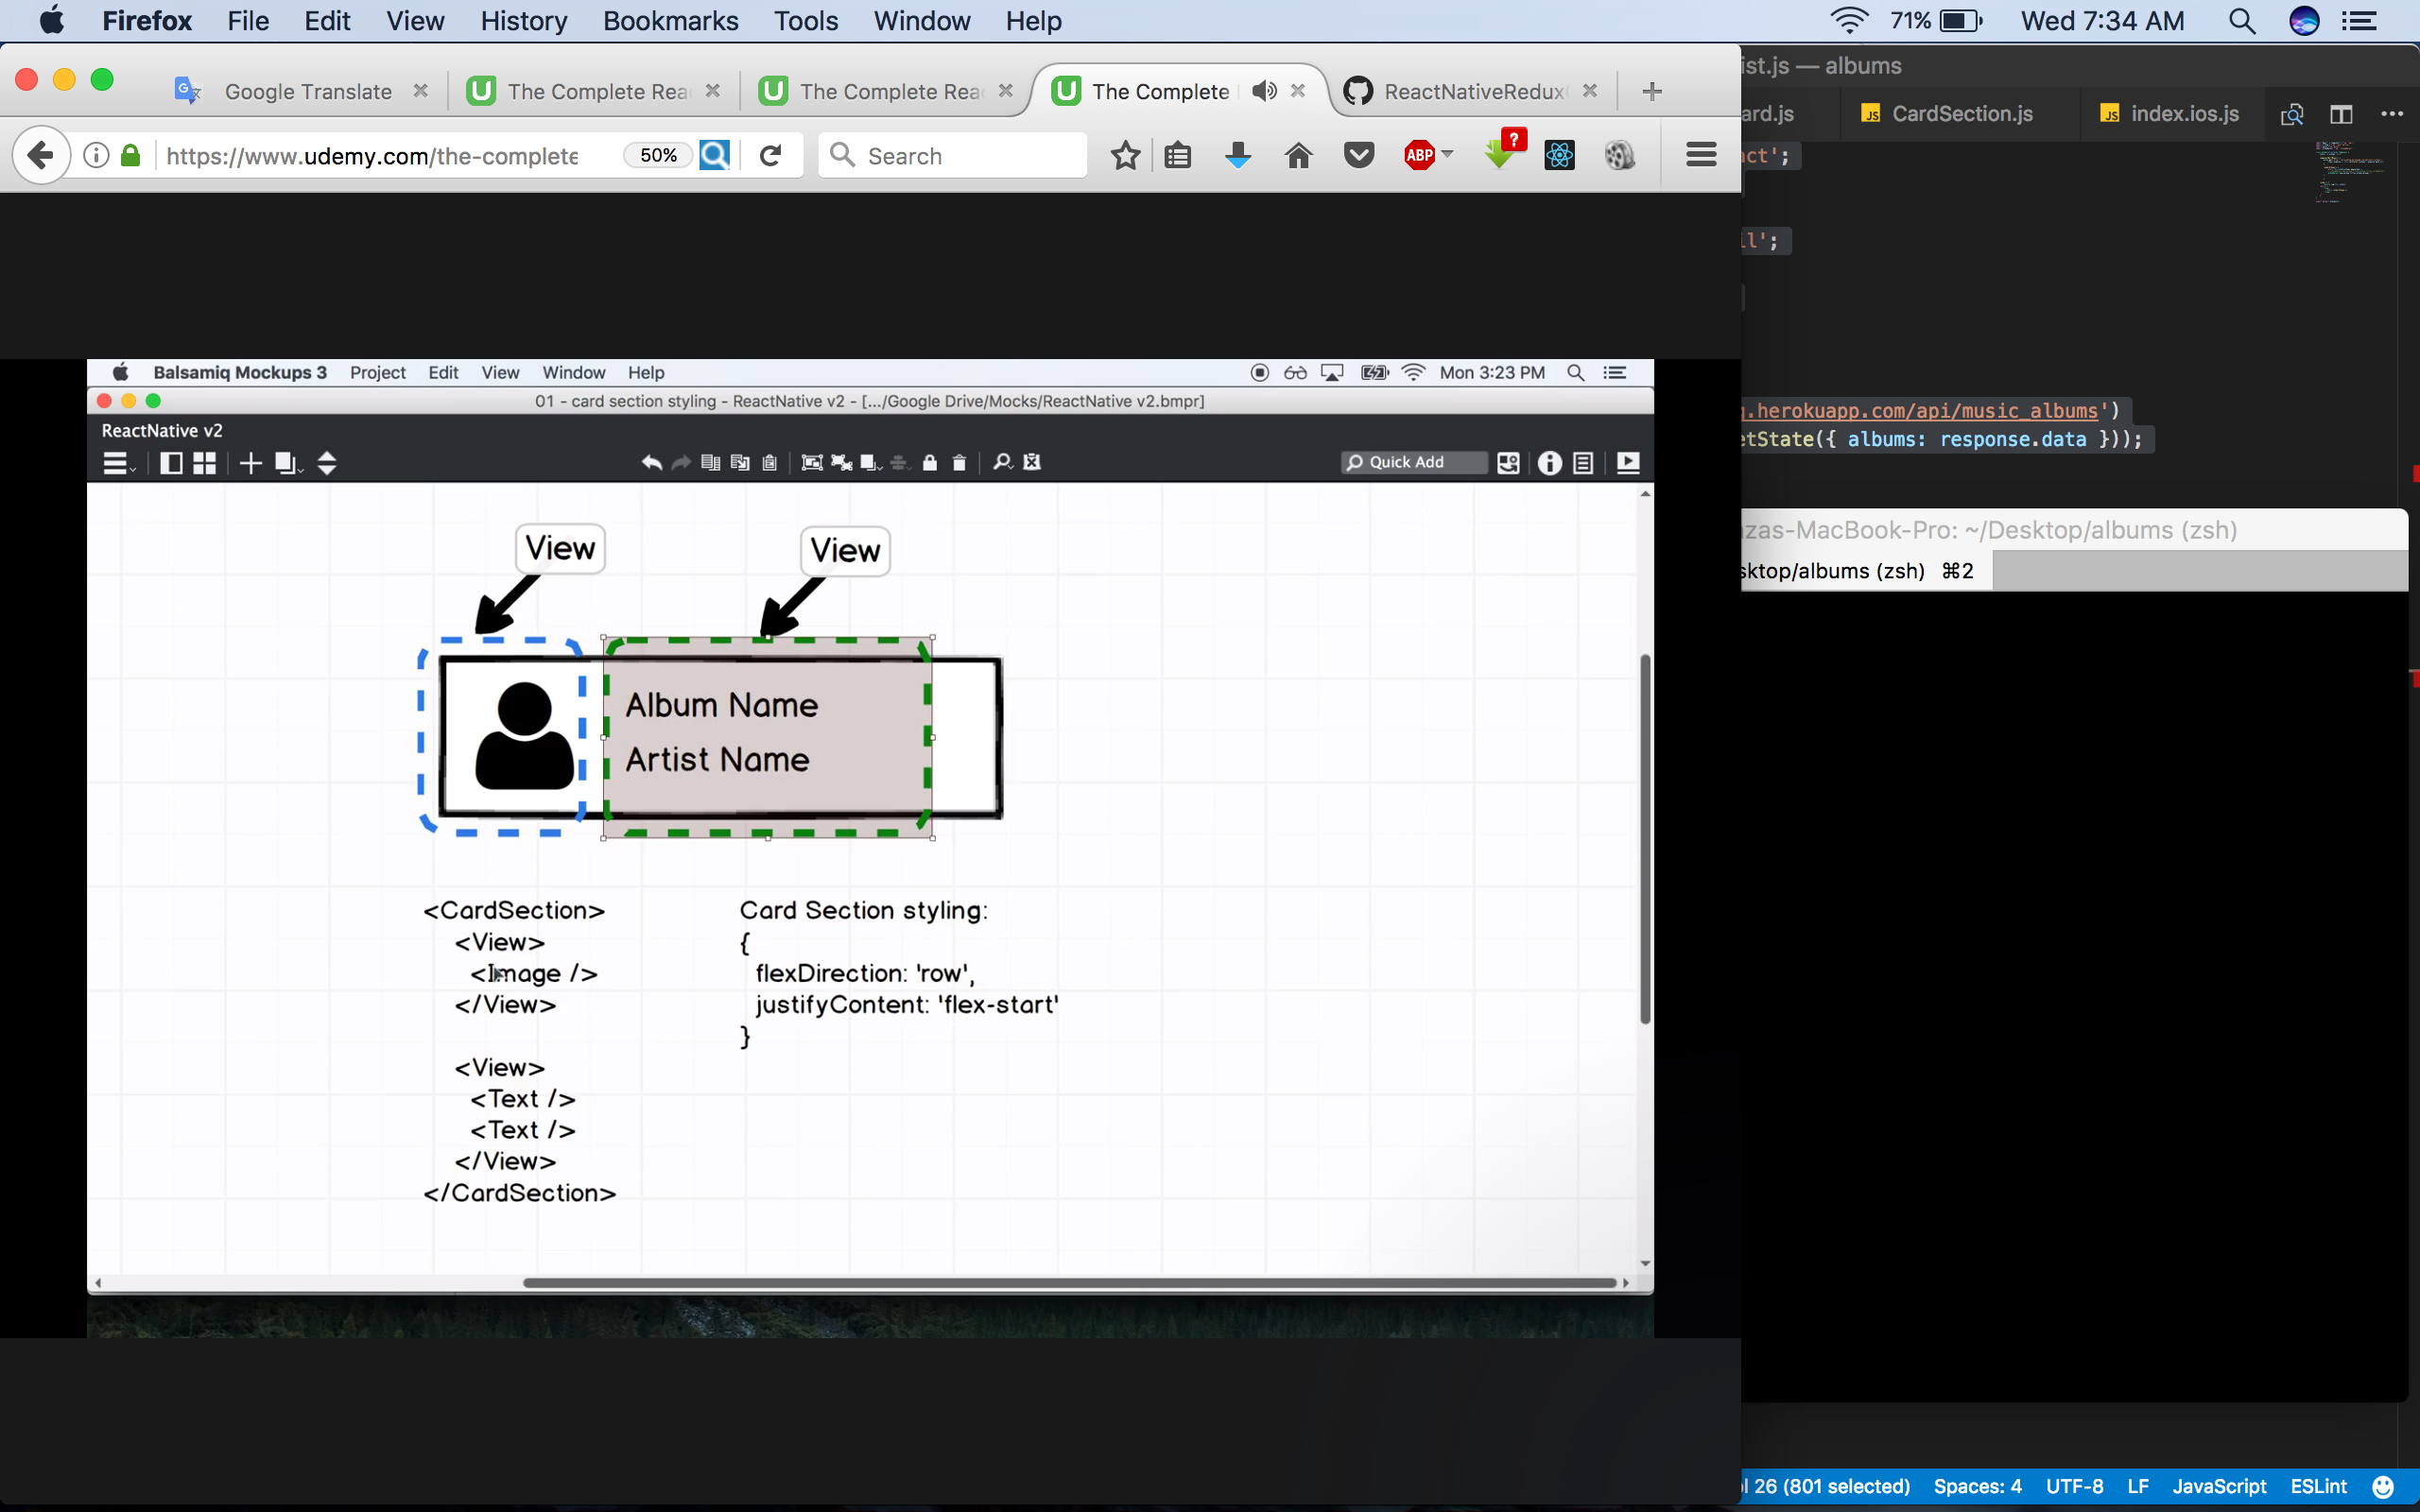 Firefox File Edit View History Bookmarks Tools Window Help 71% Wed 7:34 AM
Google Translate The Complete Rea The Complete Rea The Complete ReactNativeRedux
https://www.udemy.com/the-complete 50% Search ABP ?
ist.js — albums
ard.js JS CardSection.js JS index.ios.js
act';
il';
.herokuapp.com/api/music_albums')
etState({ albums: response.data }));
zas-MacBook-Pro: ~/Desktop/albums (zsh)
sktop/albums (zsh) ⌘2
Balsamiq Mockups 3 Project Edit View Window Help Mon 3:23 PM
01 - card section styling - ReactNative v2 - [.../Google Drive/Mocks/ReactNative v2.bmpr]
ReactNative v2
Quick Add
View View
Album Name
Artist Name
<CardSection>
<View>
<Image />
</View>
<View>
<Text />
<Text />
</View>
</CardSection>
Card Section styling:
{
flexDirection: 'row',
justifyContent: 'flex-start'
}
26 (801 selected) Spaces: 4 UTF-8 LF JavaScript ESLint